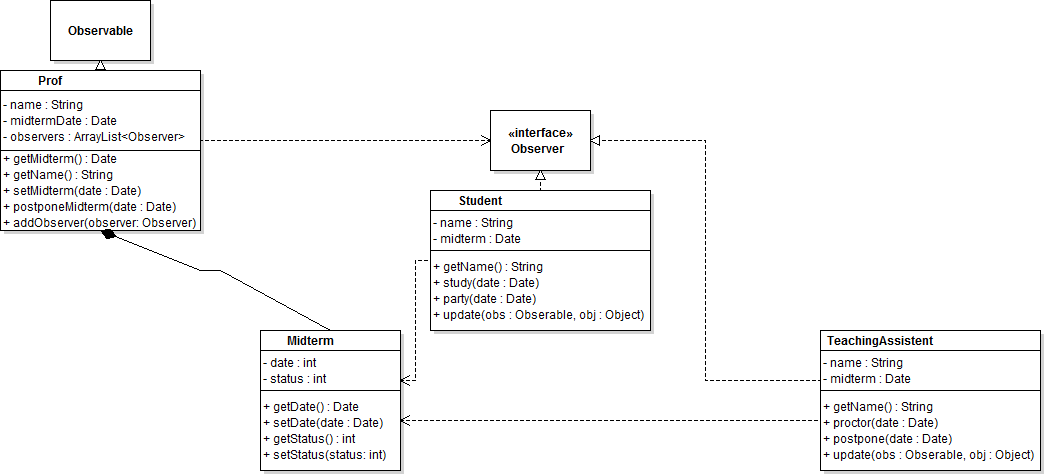 Observable
Prof
- name : String
- midtermDate : Date
- observers : ArrayList<Observer>
+ getMidterm() : Date
+ getName() : String
+ setMidterm(date : Date)
+ postponeMidterm(date : Date)
+ addObserver(observer: Observer)
«interface»
Observer
Student
- name : String
- midterm : Date
+ getName() : String
+ study(date : Date)
+ party(date : Date)
+ update(obs : Obserable, obj : Object)
Midterm
- date : int
- status : int
+ getDate() : Date
+ setDate(date : Date)
+ getStatus() : int
+ setStatus(status: int)
TeachingAssistent
- name : String
- midterm : Date
+ getName() : String
+ proctor(date : Date)
+ postpone(date : Date)
+ update(obs : Obserable, obj : Object)